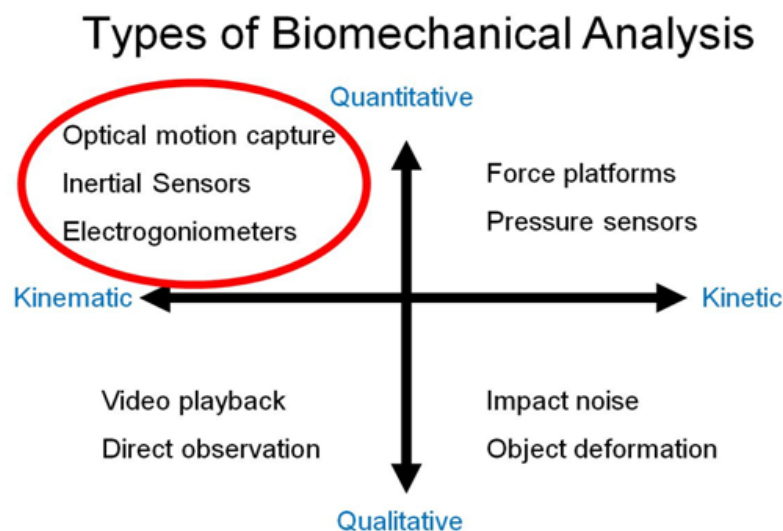 Types of Biomechanical Analysis
Quantitative
Optical motion capture
Inertial Sensors
Electrogoniometers
Force platforms
Pressure sensors
Kinematic
Kinetic
Video playback
Direct observation
Impact noise
Object deformation
Qualitative